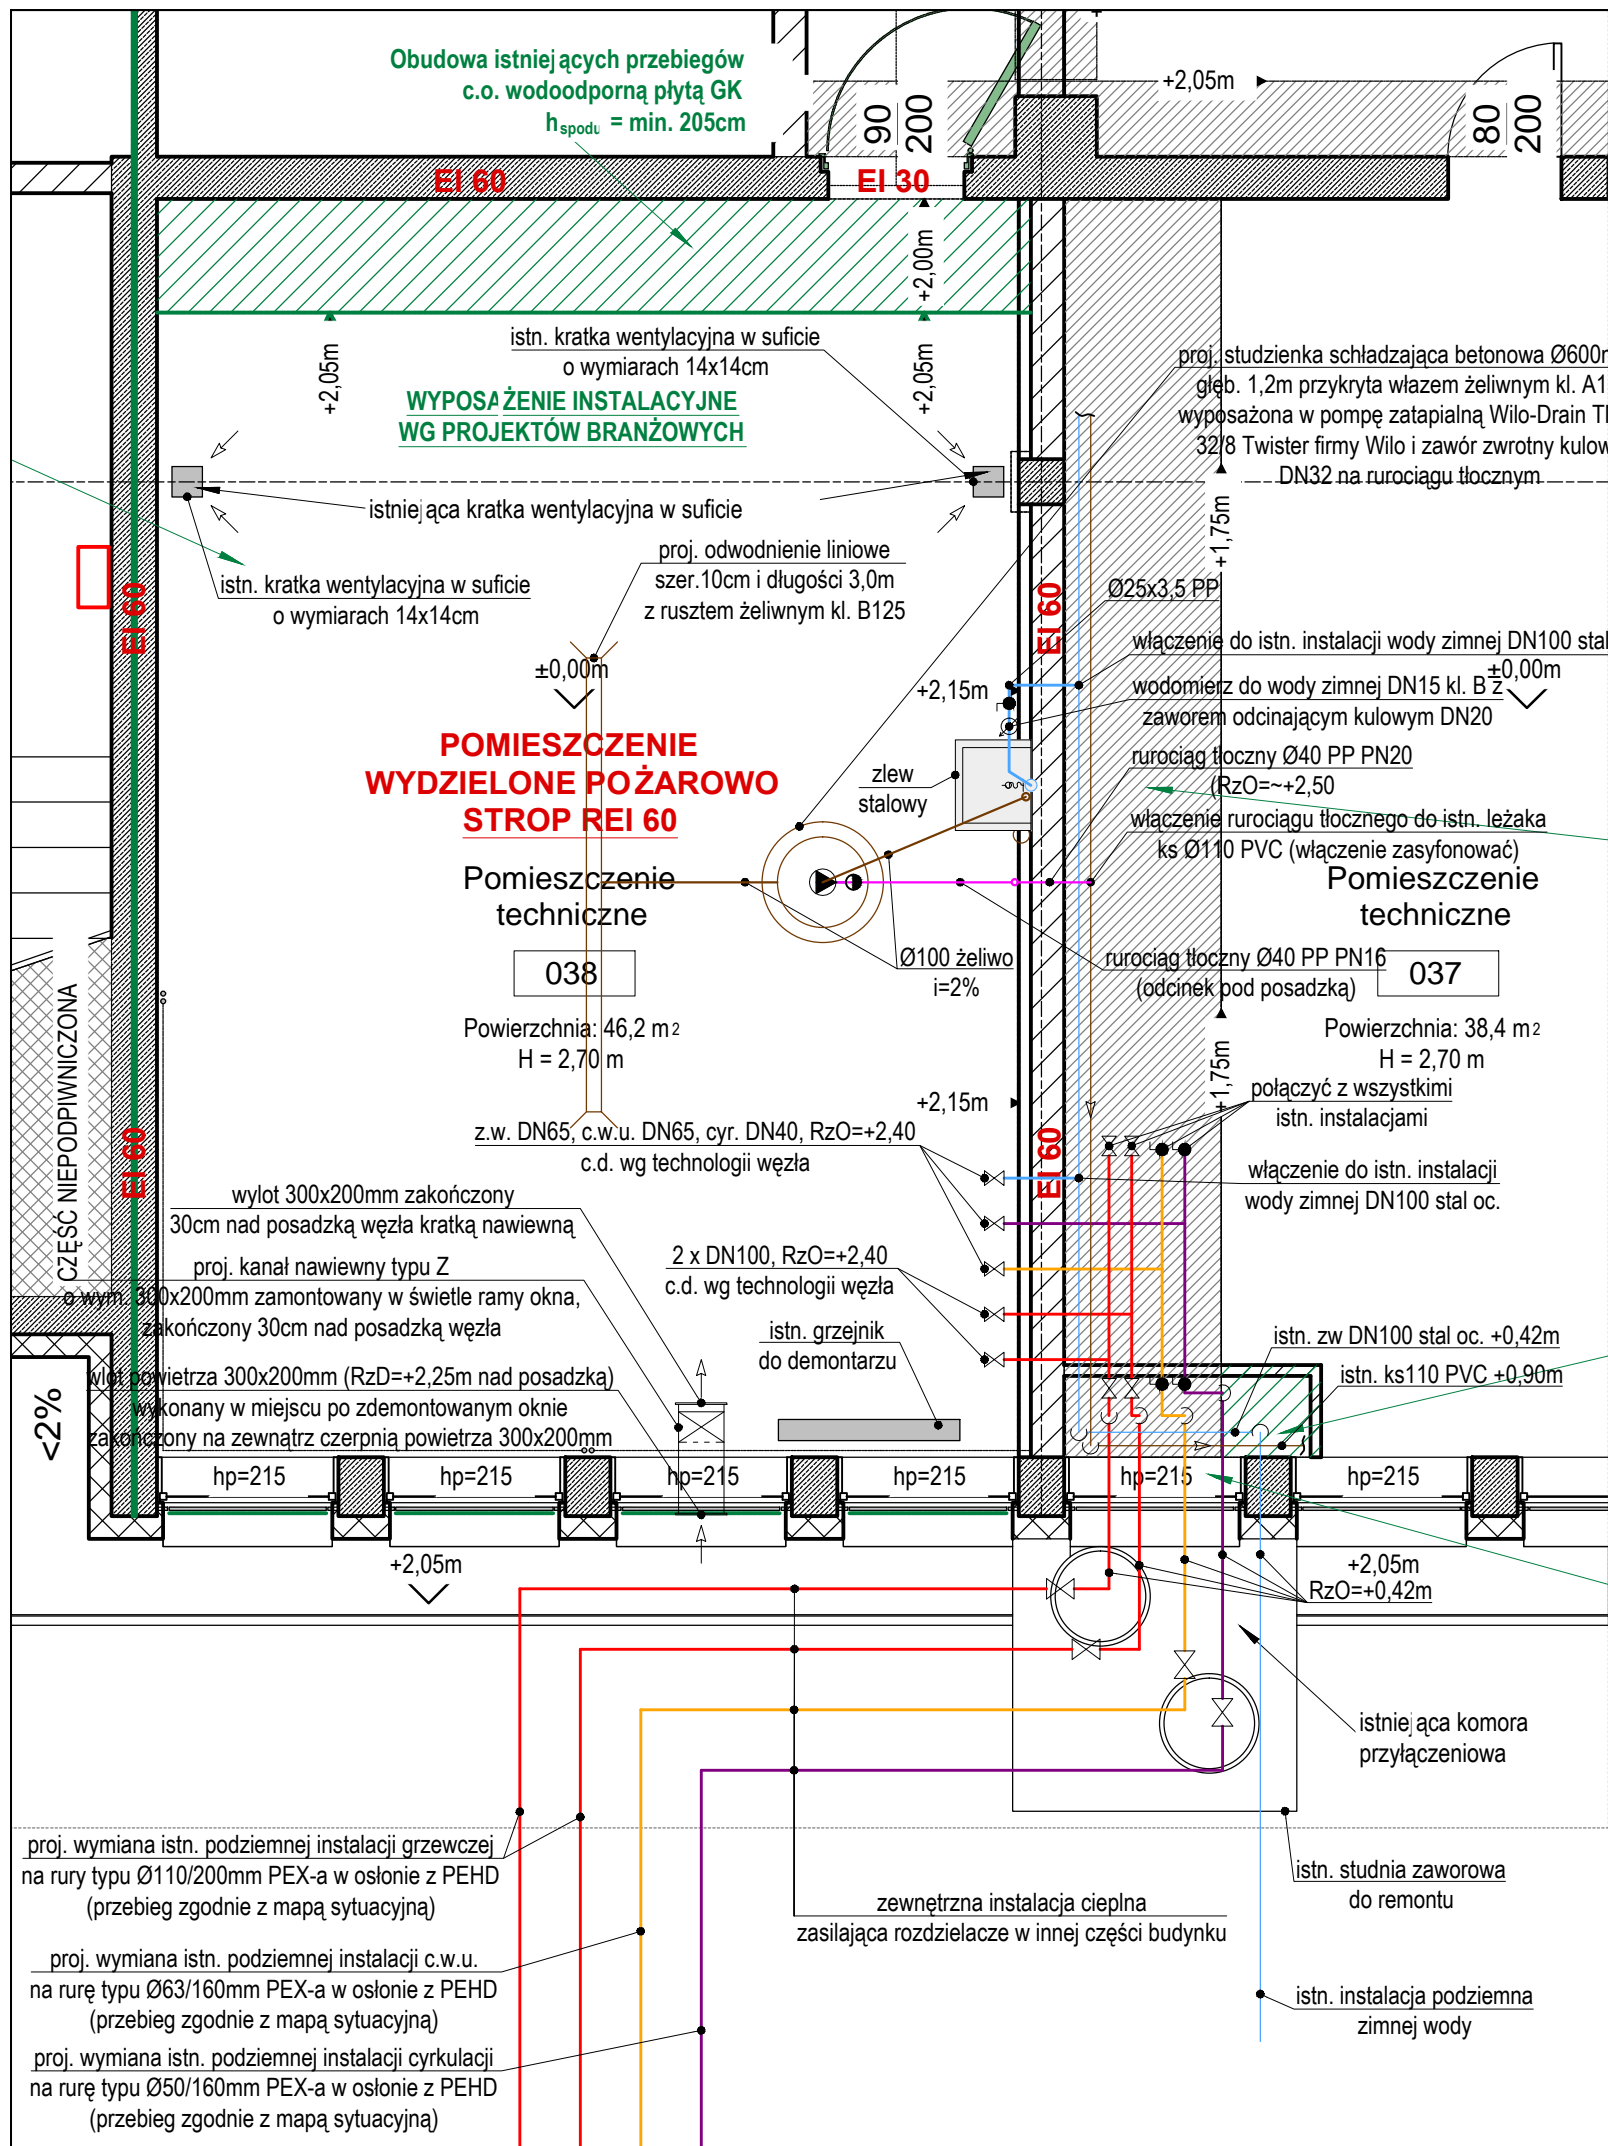 Obudowa istniejących przebiegów
c.o. wodoodporną płytą GK
hspodu = min. 205cm
+2,05m
90
200
80
200
EI 60
EI 30
+2,00m
+2,05m
+2,05m
istn. kratka wentylacyjna w suficie
o wymiarach 14x14cm
WYPOSAŻENIE INSTALACYJNE
WG PROJEKTÓW BRANŻOWYCH
proj. studzienka schładzająca betonowa Ø600
głęb. 1,2m przykryta włazem żeliwnym kl. A1
wyposażona w pompę zatapialną Wilo-Drain
32/8 Twister firmy Wilo i zawór zwrotny kulow
DN32 na rurociągu tłocznym
istniejąca kratka wentylacyjna w suficie
+1,75m
proj. odwodnienie liniowe
szer.10cm i długości 3,0m
z rusztem żeliwnym kl. B125
istn. kratka wentylacyjna w suficie
o wymiarach 14x14cm
EI 60
EI 60
Ø25x3,5 PP
włączenie do istn. instalacji wody zimnej DN100 stal
±0,00m
±0,00m
+2,15m
wodomierz do wody zimnej DN15 kl. B z
zaworem odcinającym kulowym DN20
POMIESZCZENIE
WYDZIELONE POŻAROWO
STROP REI 60
zlew
stalowy
rurociąg tłoczny Ø40 PP PN20
(RzO=~+2,50
włączenie rurociągu tłocznego do istn. leżaka
ks Ø110 PVC (włączenie zasyfonować)
Pomieszczenie
techniczne
038
Powierzchnia: 46,2 m2
H = 2,70 m
Pomieszczenie
techniczne
037
Powierzchnia: 38,4 m2
H = 2,70 m
Ø100 żeliwo
i=2%
rurociąg tłoczny Ø40 PP PN16
(odcinek pod posadzką)
CZĘŚĆ NIEPODPIWNICZONA
+1,75m
+2,15m
połączyć z wszystkimi
istn. instalacjami
z.w. DN65, c.w.u. DN65, cyr. DN40, RzO=+2,40
c.d. wg technologii węzła
EI 60
EI 60
włączenie do istn. instalacji
wody zimnej DN100 stal oc.
wylot 300x200mm zakończony
30cm nad posadzką węzła kratką nawiewną
2 x DN100, RzO=+2,40
c.d. wg technologii węzła
proj. kanał nawiewny typu Z
o wym. 300x200mm zamontowany w świetle ramy okna,
zakończony 30cm nad posadzką węzła
istn. grzejnik
do demontarzu
istn. zw DN100 stal oc. +0,42m
istn. ks110 PVC +0,90m
wlot powietrza 300x200mm (RzD=+2,25m nad posadzką)
wykonany w miejscu po zdemontowanym oknie
zakończony na zewnątrz czerpnią powietrza 300x200mm
<2%
hp=215
hp=215
hp=215
hp=215
hp=215
hp=215
+2,05m
+2,05m
RzO=+0,42m
istniejąca komora
przyłączeniowa
proj. wymiana istn. podziemnej instalacji grzewczej
na rury typu Ø110/200mm PEX-a w osłonie z PEHD
(przebieg zgodnie z mapą sytuacyjną)
istn. studnia zaworowa
do remontu
zewnętrzna instalacja cieplna
zasilająca rozdzielacze w innej części budynku
proj. wymiana istn. podziemnej instalacji c.w.u.
na rurę typu Ø63/160mm PEX-a w osłonie z PEHD
(przebieg zgodnie z mapą sytuacyjną)
istn. instalacja podziemna
zimnej wody
proj. wymiana istn. podziemnej instalacji cyrkulacji
na rurę typu Ø50/160mm PEX-a w osłonie z PEHD
(przebieg zgodnie z mapą sytuacyjną)